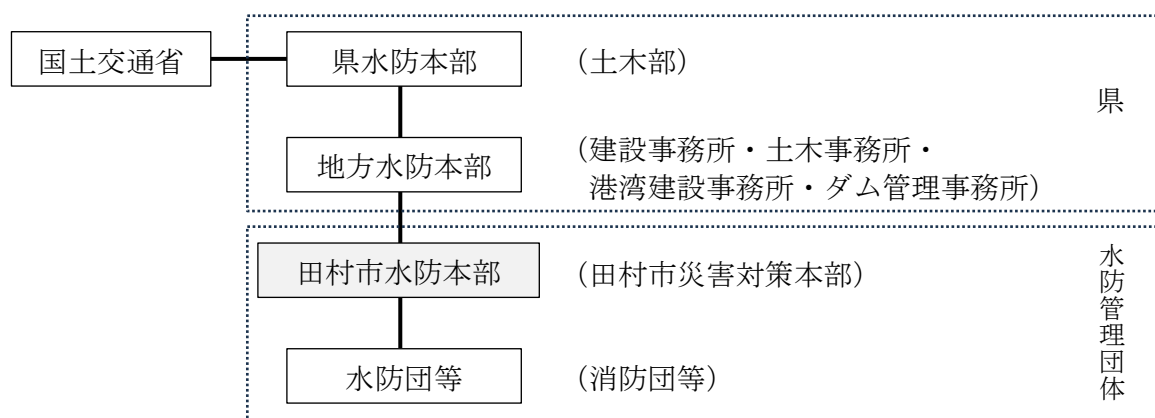 国土交通省
県水防本部
（土木部）
県
地方水防本部
（建設事務所・土木事務所・
港湾建設事務所・ダム管理事務所）
田村市水防本部
（田村市災害対策本部）
水防管理団体
水防団等
（消防団等）